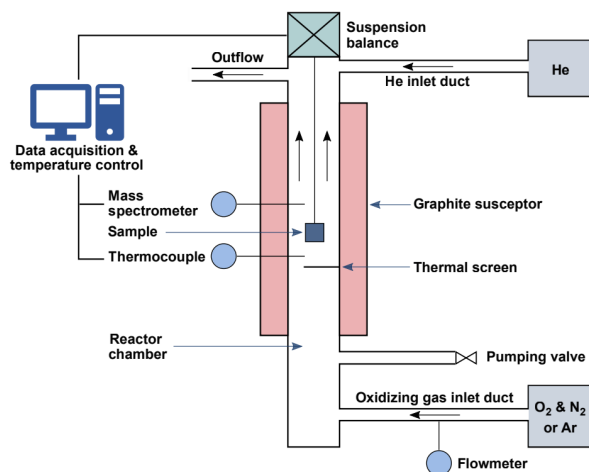 Suspension
balance
Outflow
He inlet duct
He
Data acquisition &
temperature control
Mass
spectrometer
Graphite susceptor
Sample
Thermocouple
Thermal screen
Reactor
chamber
Pumping valve
Oxidizing gas inlet duct
O₂ & N₂
or Ar
Flowmeter